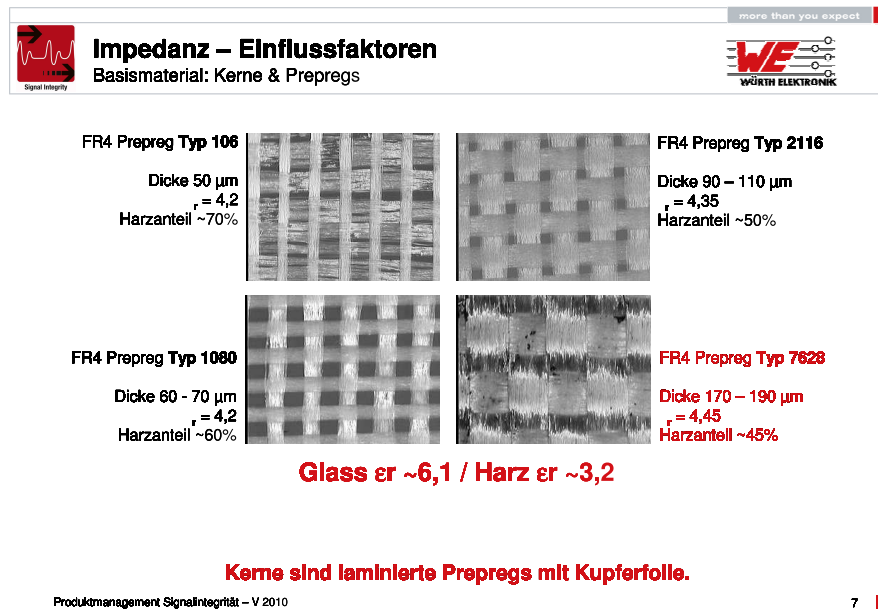 more than you expect
Impedanz – Einflussfaktoren
Basismaterial: Kerne & Prepregs
Signal Integrity
WÜRTH ELEKTRONIK
FR4 Prepreg Typ 106
Dicke 50 µm
r = 4,2
Harzanteil ~70%
FR4 Prepreg Typ 2116
Dicke 90 – 110 µm
r = 4,35
Harzanteil ~50%
FR4 Prepreg Typ 1080
Dicke 60 - 70 µm
r = 4,2
Harzanteil ~60%
FR4 Prepreg Typ 7628
Dicke 170 – 190 µm
r = 4,45
Harzanteil ~45%
Glass εr ~6,1 / Harz εr ~3,2
Kerne sind laminierte Prepregs mit Kupferfolie.
Produktmanagement Signalintegrität – V 2010
7